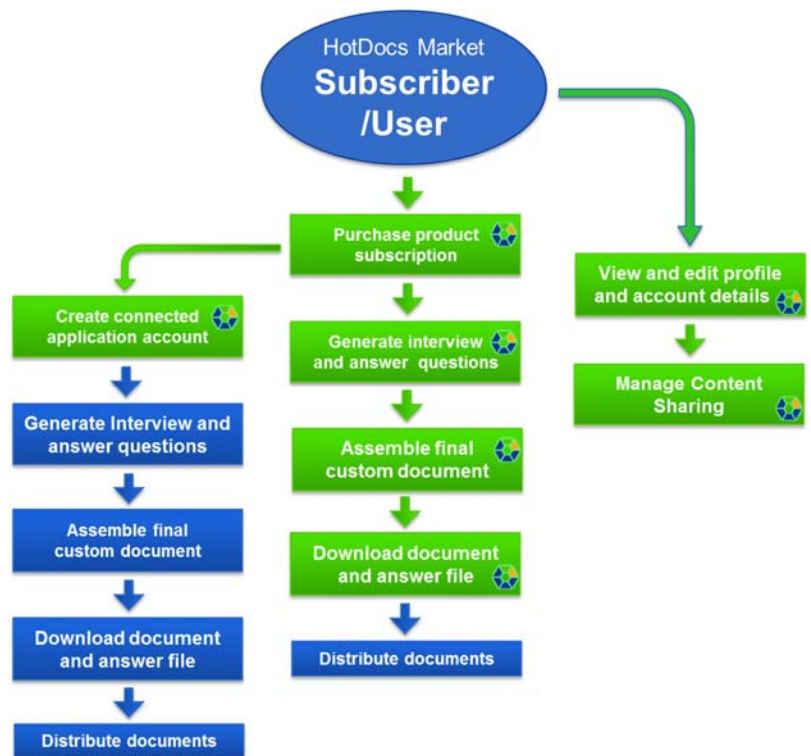 HotDocs Market
Subscriber
/User
Purchase product
subscription
View and edit profile
and account details
Create connected
application account
Generate interview
and answer questions
Manage Content
Sharing
Generate Interview and
answer questions
Assemble final
custom document
Assemble final
custom document
Download document
and answer file
Download document
and answer file
Distribute documents
Distribute documents